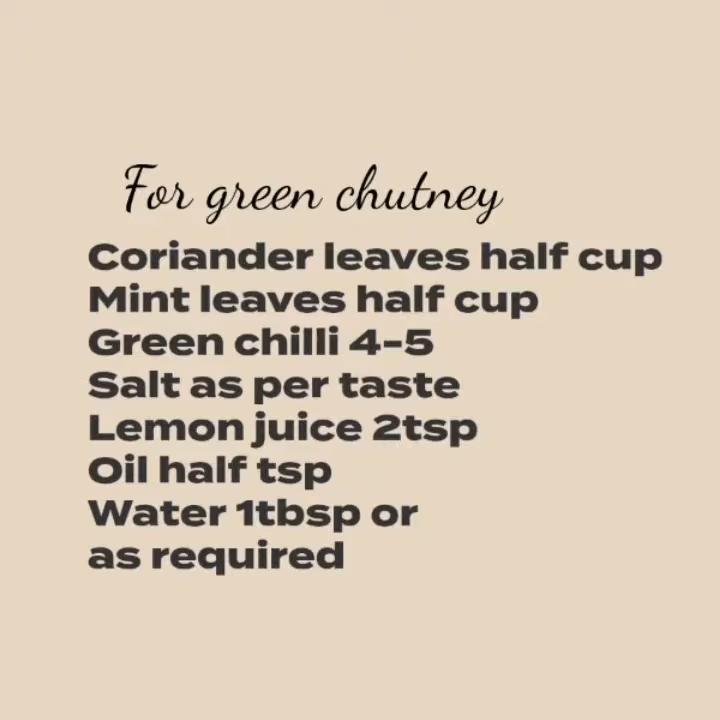 For green chutney
Coriander leaves half cup
Mint leaves half cup
Green chilli 4-5
Salt as per taste
Lemon juice 2tsp
Oil half tsp
Water 1tbsp or
as required